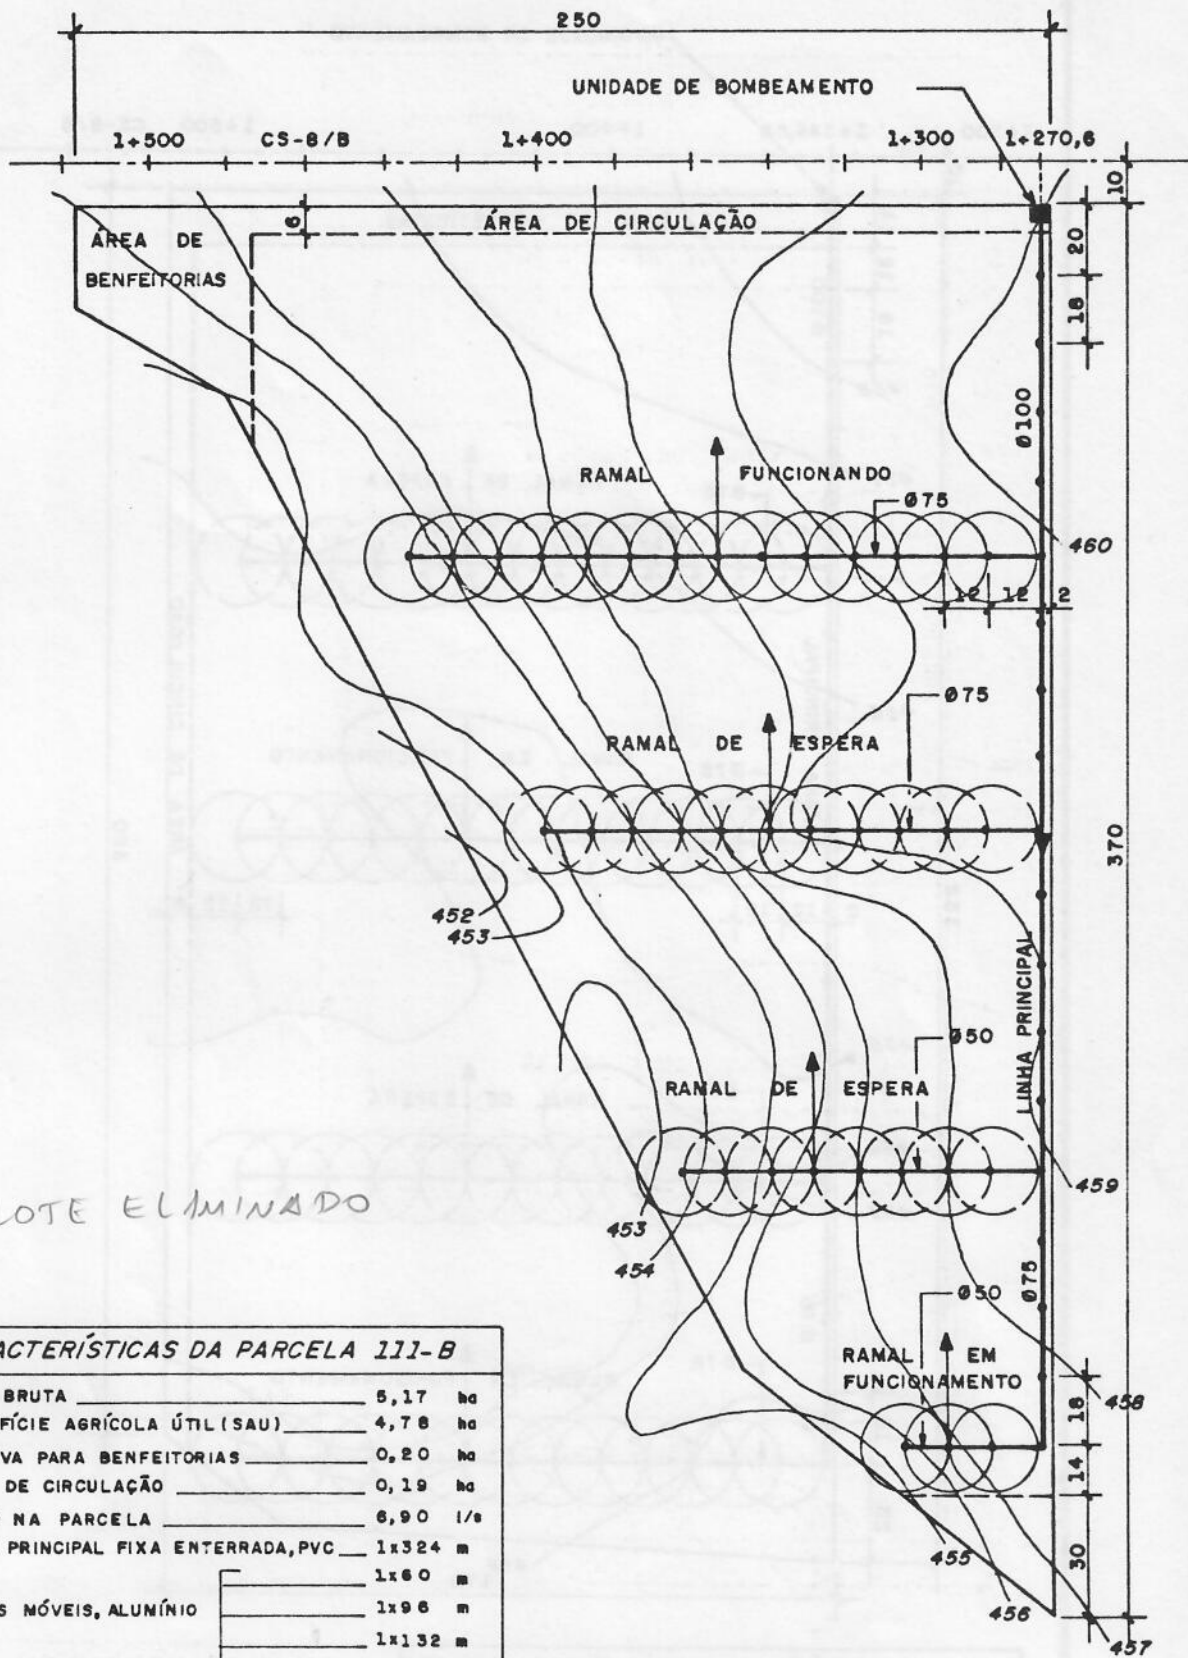 250
UNIDADE DE BOMBEAMENTO
1+500 CS-8/B 1+400 1+300 1+270,6
10
6
ÁREA DE CIRCULAÇÃO
ÁREA DE
BENFEITORIAS
20
18
Ø100
RAMAL FUNCIONANDO
Ø75
460
12 12 2
Ø75
RAMAL DE ESPERA
370
452
453
LINHA PRINCIPAL
Ø50
RAMAL DE ESPERA
459
453
454
LOTE ELIMINADO
Ø75
Ø50
RAMAL EM
FUNCIONAMENTO
458
18
14
30
455
456
457
ACTERÍSTICAS DA PARCELA III-B
BRUTA 5,17 ha
FÍCIE AGRÍCOLA ÚTIL (SAU) 4,78 ha
VA PARA BENFEITORIAS 0,20 ha
DE CIRCULAÇÃO 0,19 ha
NA PARCELA 6,90 l/s
PRINCIPAL FIXA ENTERRADA, PVC 1x324 m
1x60 m
S MÓVEIS, ALUMÍNIO 1x96 m
1x132 m